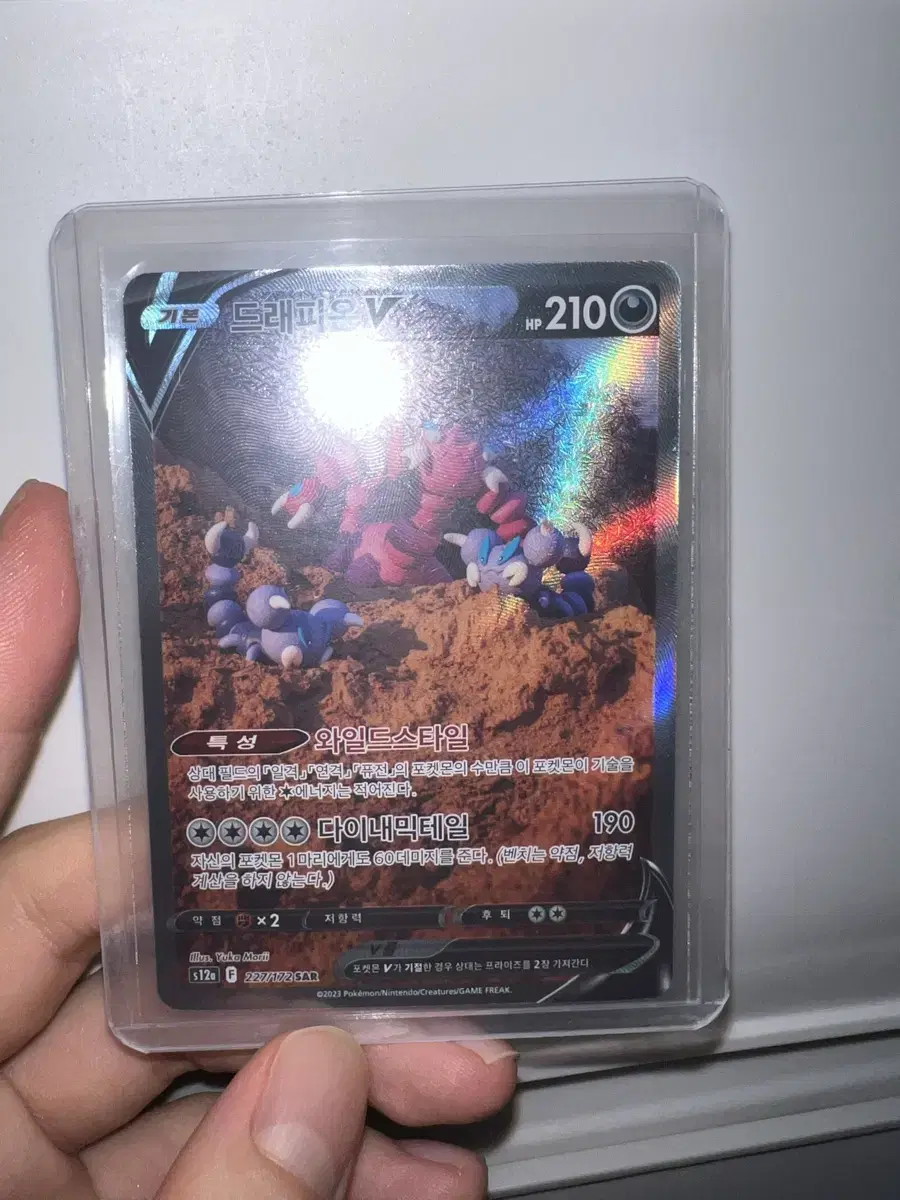 기본 드래피온 V HP 210
특성 와일드스타일
상대 필드의 「일격」「연격」「퓨전」의 포켓몬의 수만큼 이 포켓몬이 기술을
사용하기 위한 에너지는 적어진다.
다이내믹테일 190
자신의 포켓몬 1마리에게도 60데미지를 준다. (벤치는 약점, 저항력
계산을 하지 않는다.)
약점 ×2 저항력 후퇴
Illus. Yuka Morii
V룰
s12a F 227/172 SAR
포켓몬 V가 기절한 경우 상대는 프라이즈를 2장 가져간다.
©2023 Pokémon/Nintendo/Creatures/GAME FREAK.